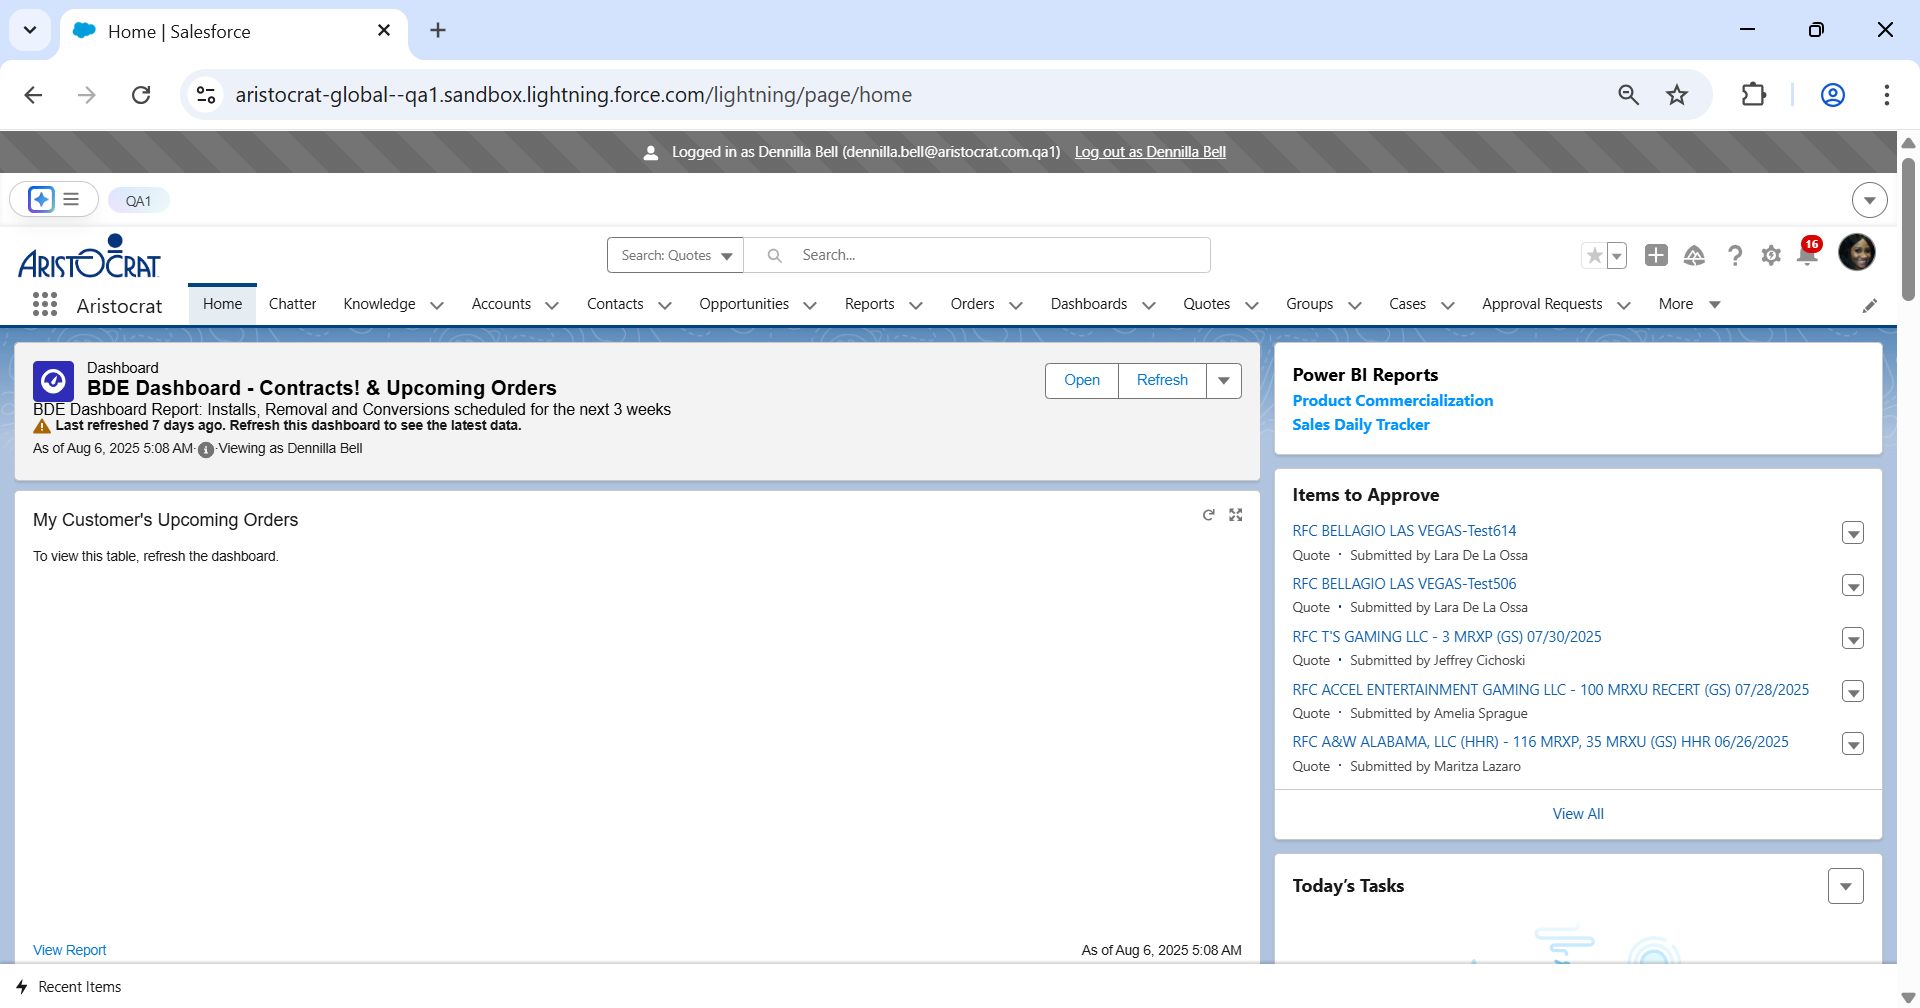 Home | Salesforce
aristocrat-global--qa1.sandbox.lightning.force.com/lightning/page/home
Logged in as Dennilla Bell (dennilla.bell@aristocrat.com.qa1) Log out as Dennilla Bell
QA1
ARISTOCRAT
Search: Quotes
Search...
16
Aristocrat
Home
Chatter
Knowledge
Accounts
Contacts
Opportunities
Reports
Orders
Dashboards
Quotes
Groups
Cases
Approval Requests
More
Dashboard
BDE Dashboard - Contracts! & Upcoming Orders
BDE Dashboard Report: Installs, Removal and Conversions scheduled for the next 3 weeks
Last refreshed 7 days ago. Refresh this dashboard to see the latest data.
As of Aug 6, 2025 5:08 AM·Viewing as Dennilla Bell
Open
Refresh
My Customer's Upcoming Orders
To view this table, refresh the dashboard.
View Report
As of Aug 6, 2025 5:08 AM
Power BI Reports
Product Commercialization
Sales Daily Tracker
Items to Approve
RFC BELLAGIO LAS VEGAS-Test614
Quote · Submitted by Lara De La Ossa
RFC BELLAGIO LAS VEGAS-Test506
Quote · Submitted by Lara De La Ossa
RFC T'S GAMING LLC - 3 MRXP (GS) 07/30/2025
Quote · Submitted by Jeffrey Cichoski
RFC ACCEL ENTERTAINMENT GAMING LLC - 100 MRXU RECERT (GS) 07/28/2025
Quote · Submitted by Amelia Sprague
RFC A&W ALABAMA, LLC (HHR) - 116 MRXP, 35 MRXU (GS) HHR 06/26/2025
Quote · Submitted by Maritza Lazaro
View All
Today's Tasks
Recent Items